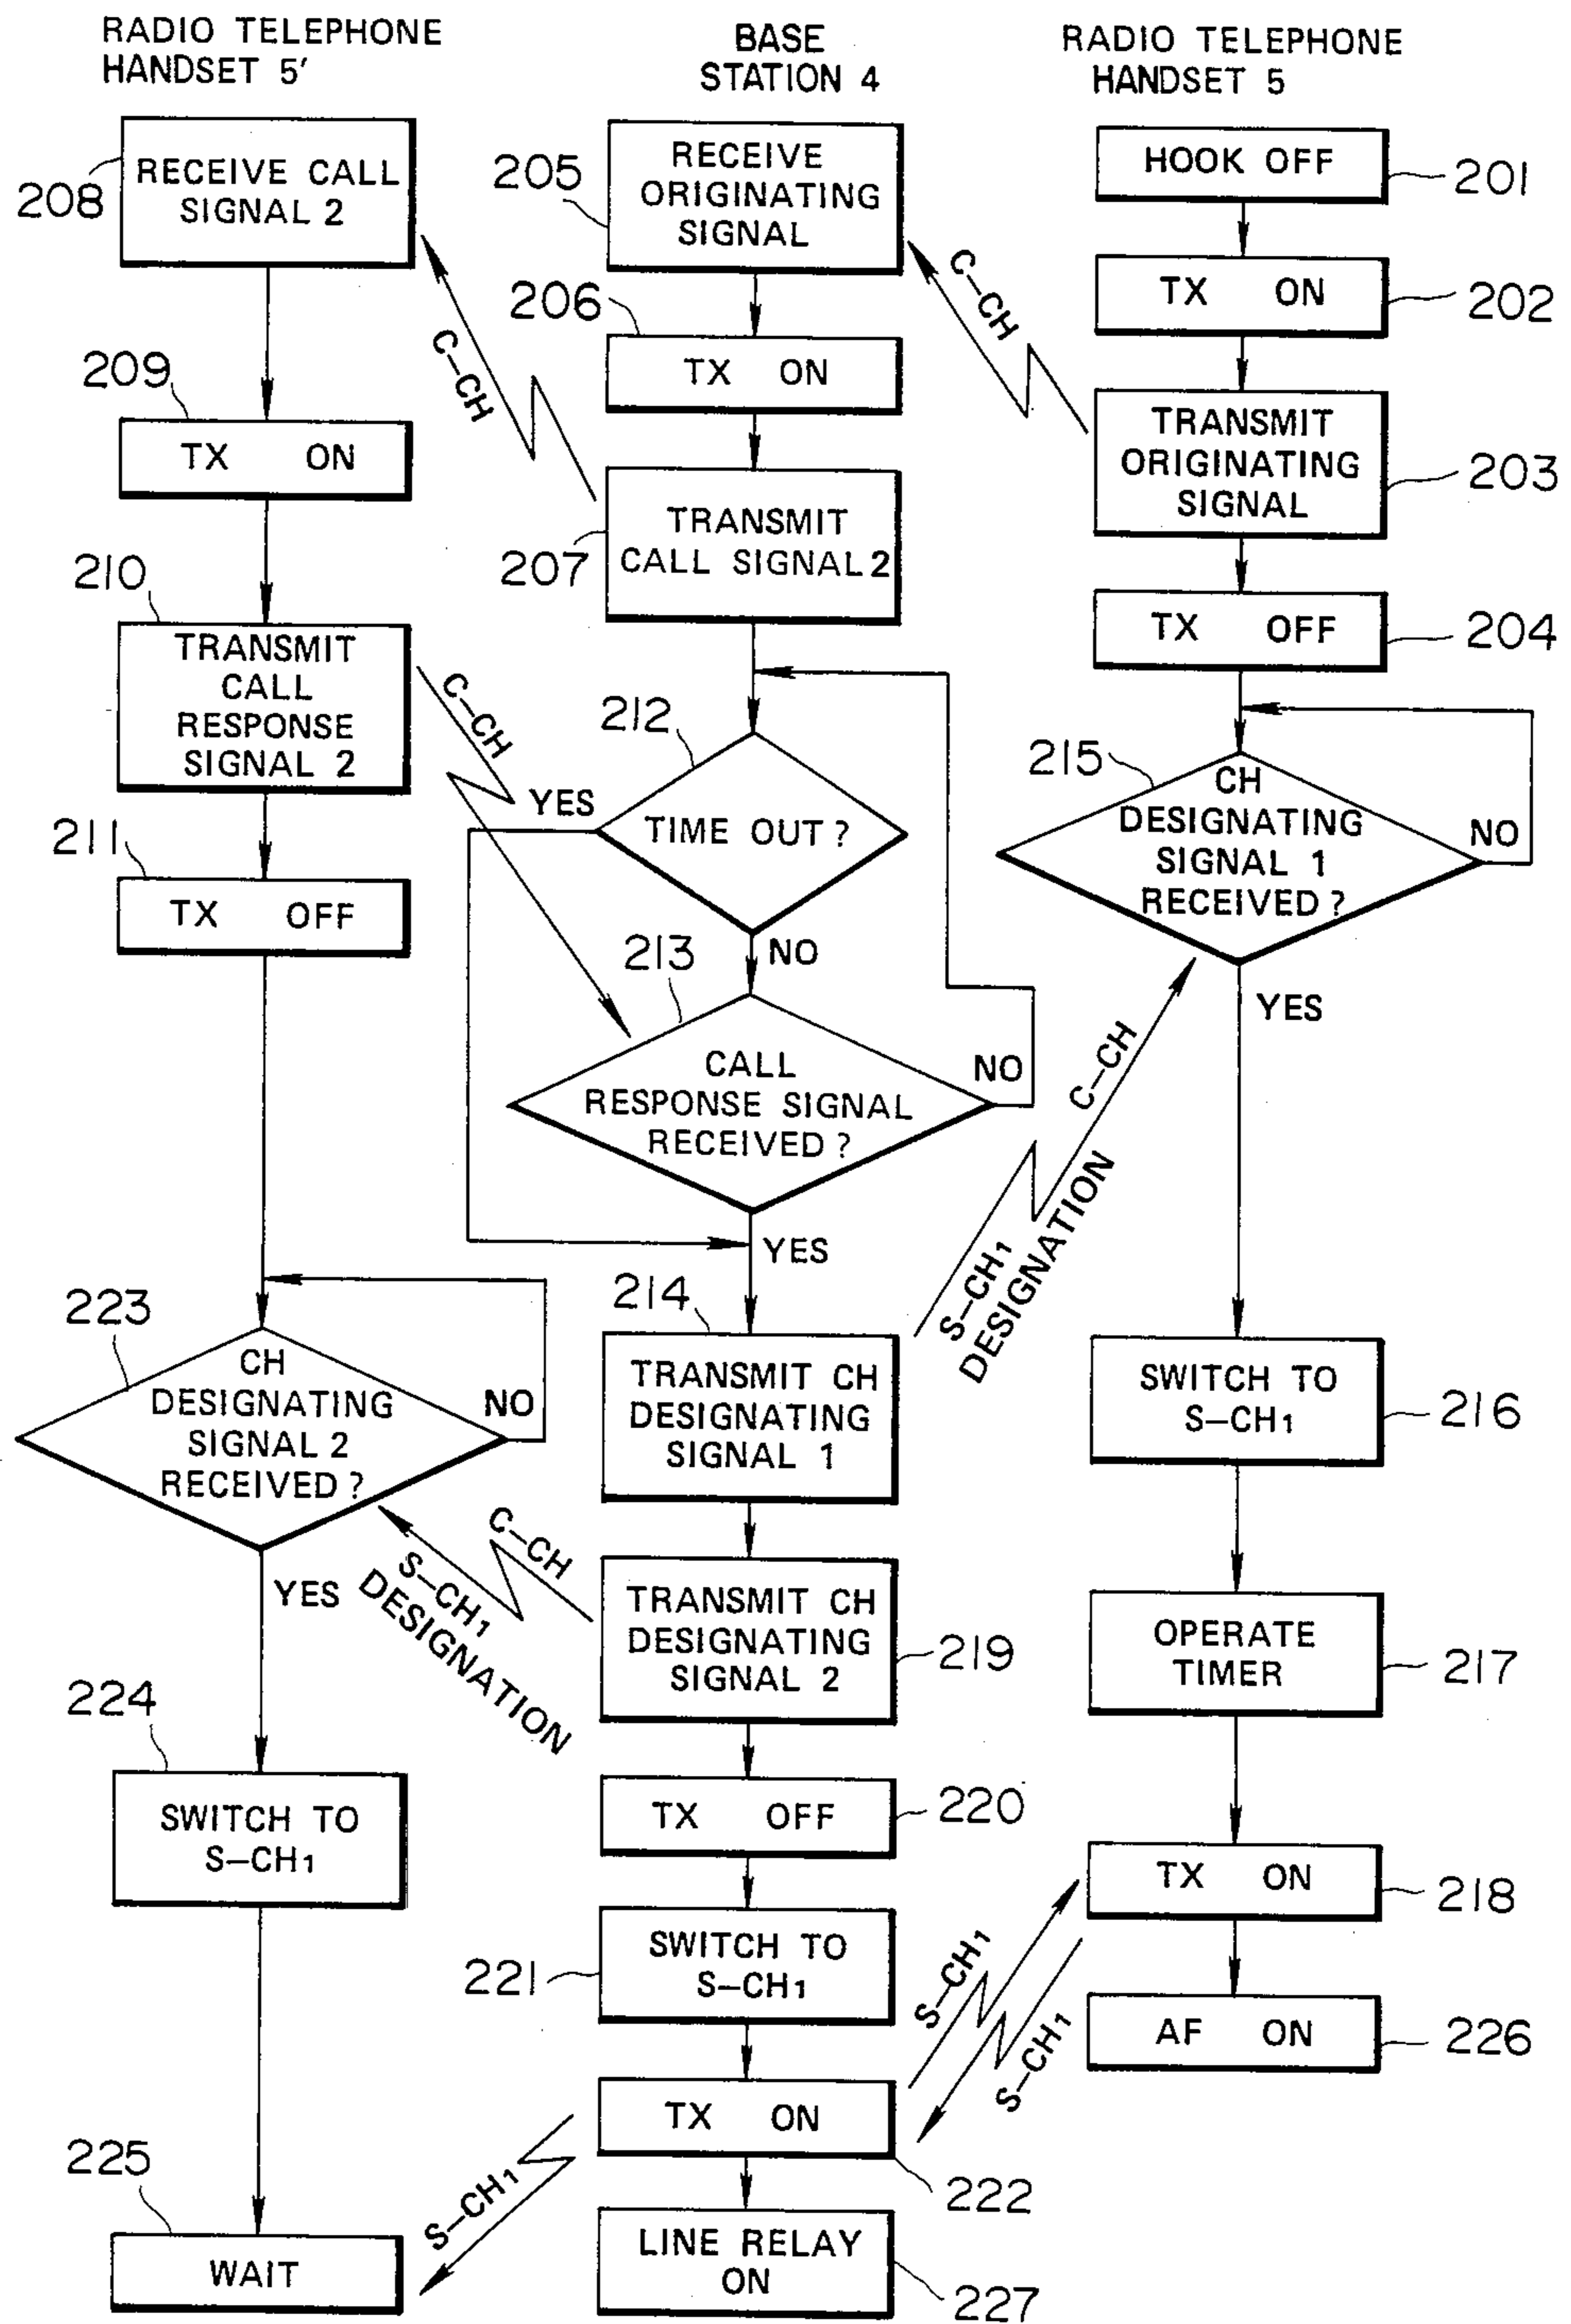 RADIO TELEPHONE
HANDSET 5'
208
RECEIVE CALL
SIGNAL 2
209
TX ON
210
TRANSMIT
CALL
RESPONSE
SIGNAL 2
211
TX OFF
223
CH
DESIGNATING
SIGNAL 2
RECEIVED?
NO
YES
224
SWITCH TO
S-CH1
225
WAIT
C-CH
C-CH
C-CH
S-CH1
DESIGNATION
S-CH1
BASE
STATION 4
205
RECEIVE
ORIGINATING
SIGNAL
206
TX ON
207
TRANSMIT
CALL SIGNAL 2
212
YES
TIME OUT?
NO
213
CALL
RESPONSE SIGNAL
RECEIVED?
NO
YES
214
TRANSMIT CH
DESIGNATING
SIGNAL 1
TRANSMIT CH
DESIGNATING
SIGNAL 2
219
TX OFF
220
221
SWITCH TO
S-CH1
TX ON
222
LINE RELAY
ON
227
C-CH
C-CH
S-CH1
DESIGNATION
S-CH1
S-CH1
RADIO TELEPHONE
HANDSET 5
HOOK OFF
201
TX ON
202
TRANSMIT
ORIGINATING
SIGNAL
203
TX OFF
204
215
CH
DESIGNATING
SIGNAL 1
RECEIVED?
NO
YES
SWITCH TO
S-CH1
216
OPERATE
TIMER
217
TX ON
218
AF ON
226